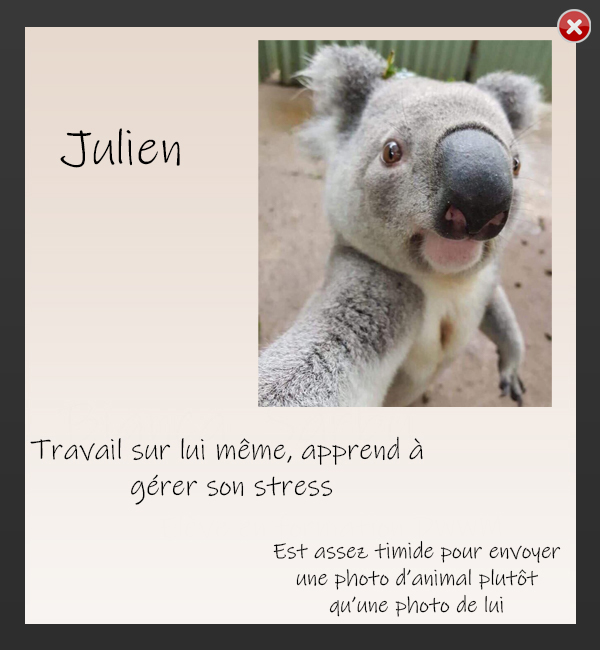 Julien
Travail sur lui même, apprend à
gérer son stress
Est assez timide pour envoyer
une photo d'animal plutôt
qu'une photo de lui